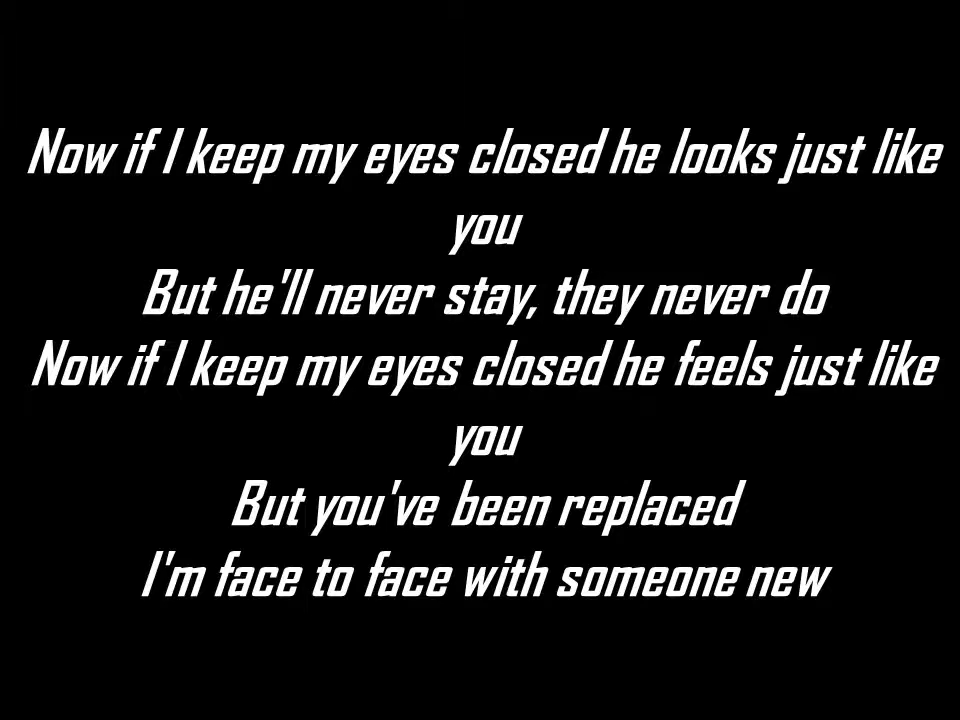 Now if I keep my eyes closed he looks just like
you
But he'll never stay, they never do
Now if I keep my eyes closed he feels just like
you
But you've been replaced
I'm face to face with someone new